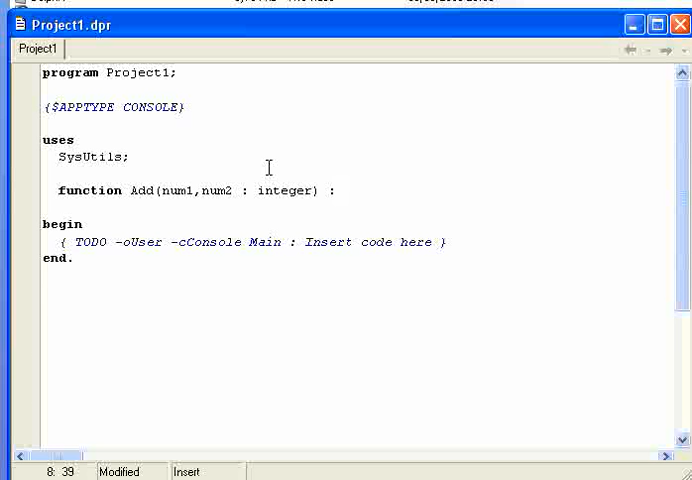 Project1.dpr
Project1
program Project1;
{$APPTYPE CONSOLE}
uses
SysUtils;
function Add(num1,num2 : integer) :
begin
{ TODO -oUser -cConsole Main : Insert code here }
end.
8: 39 Modified Insert